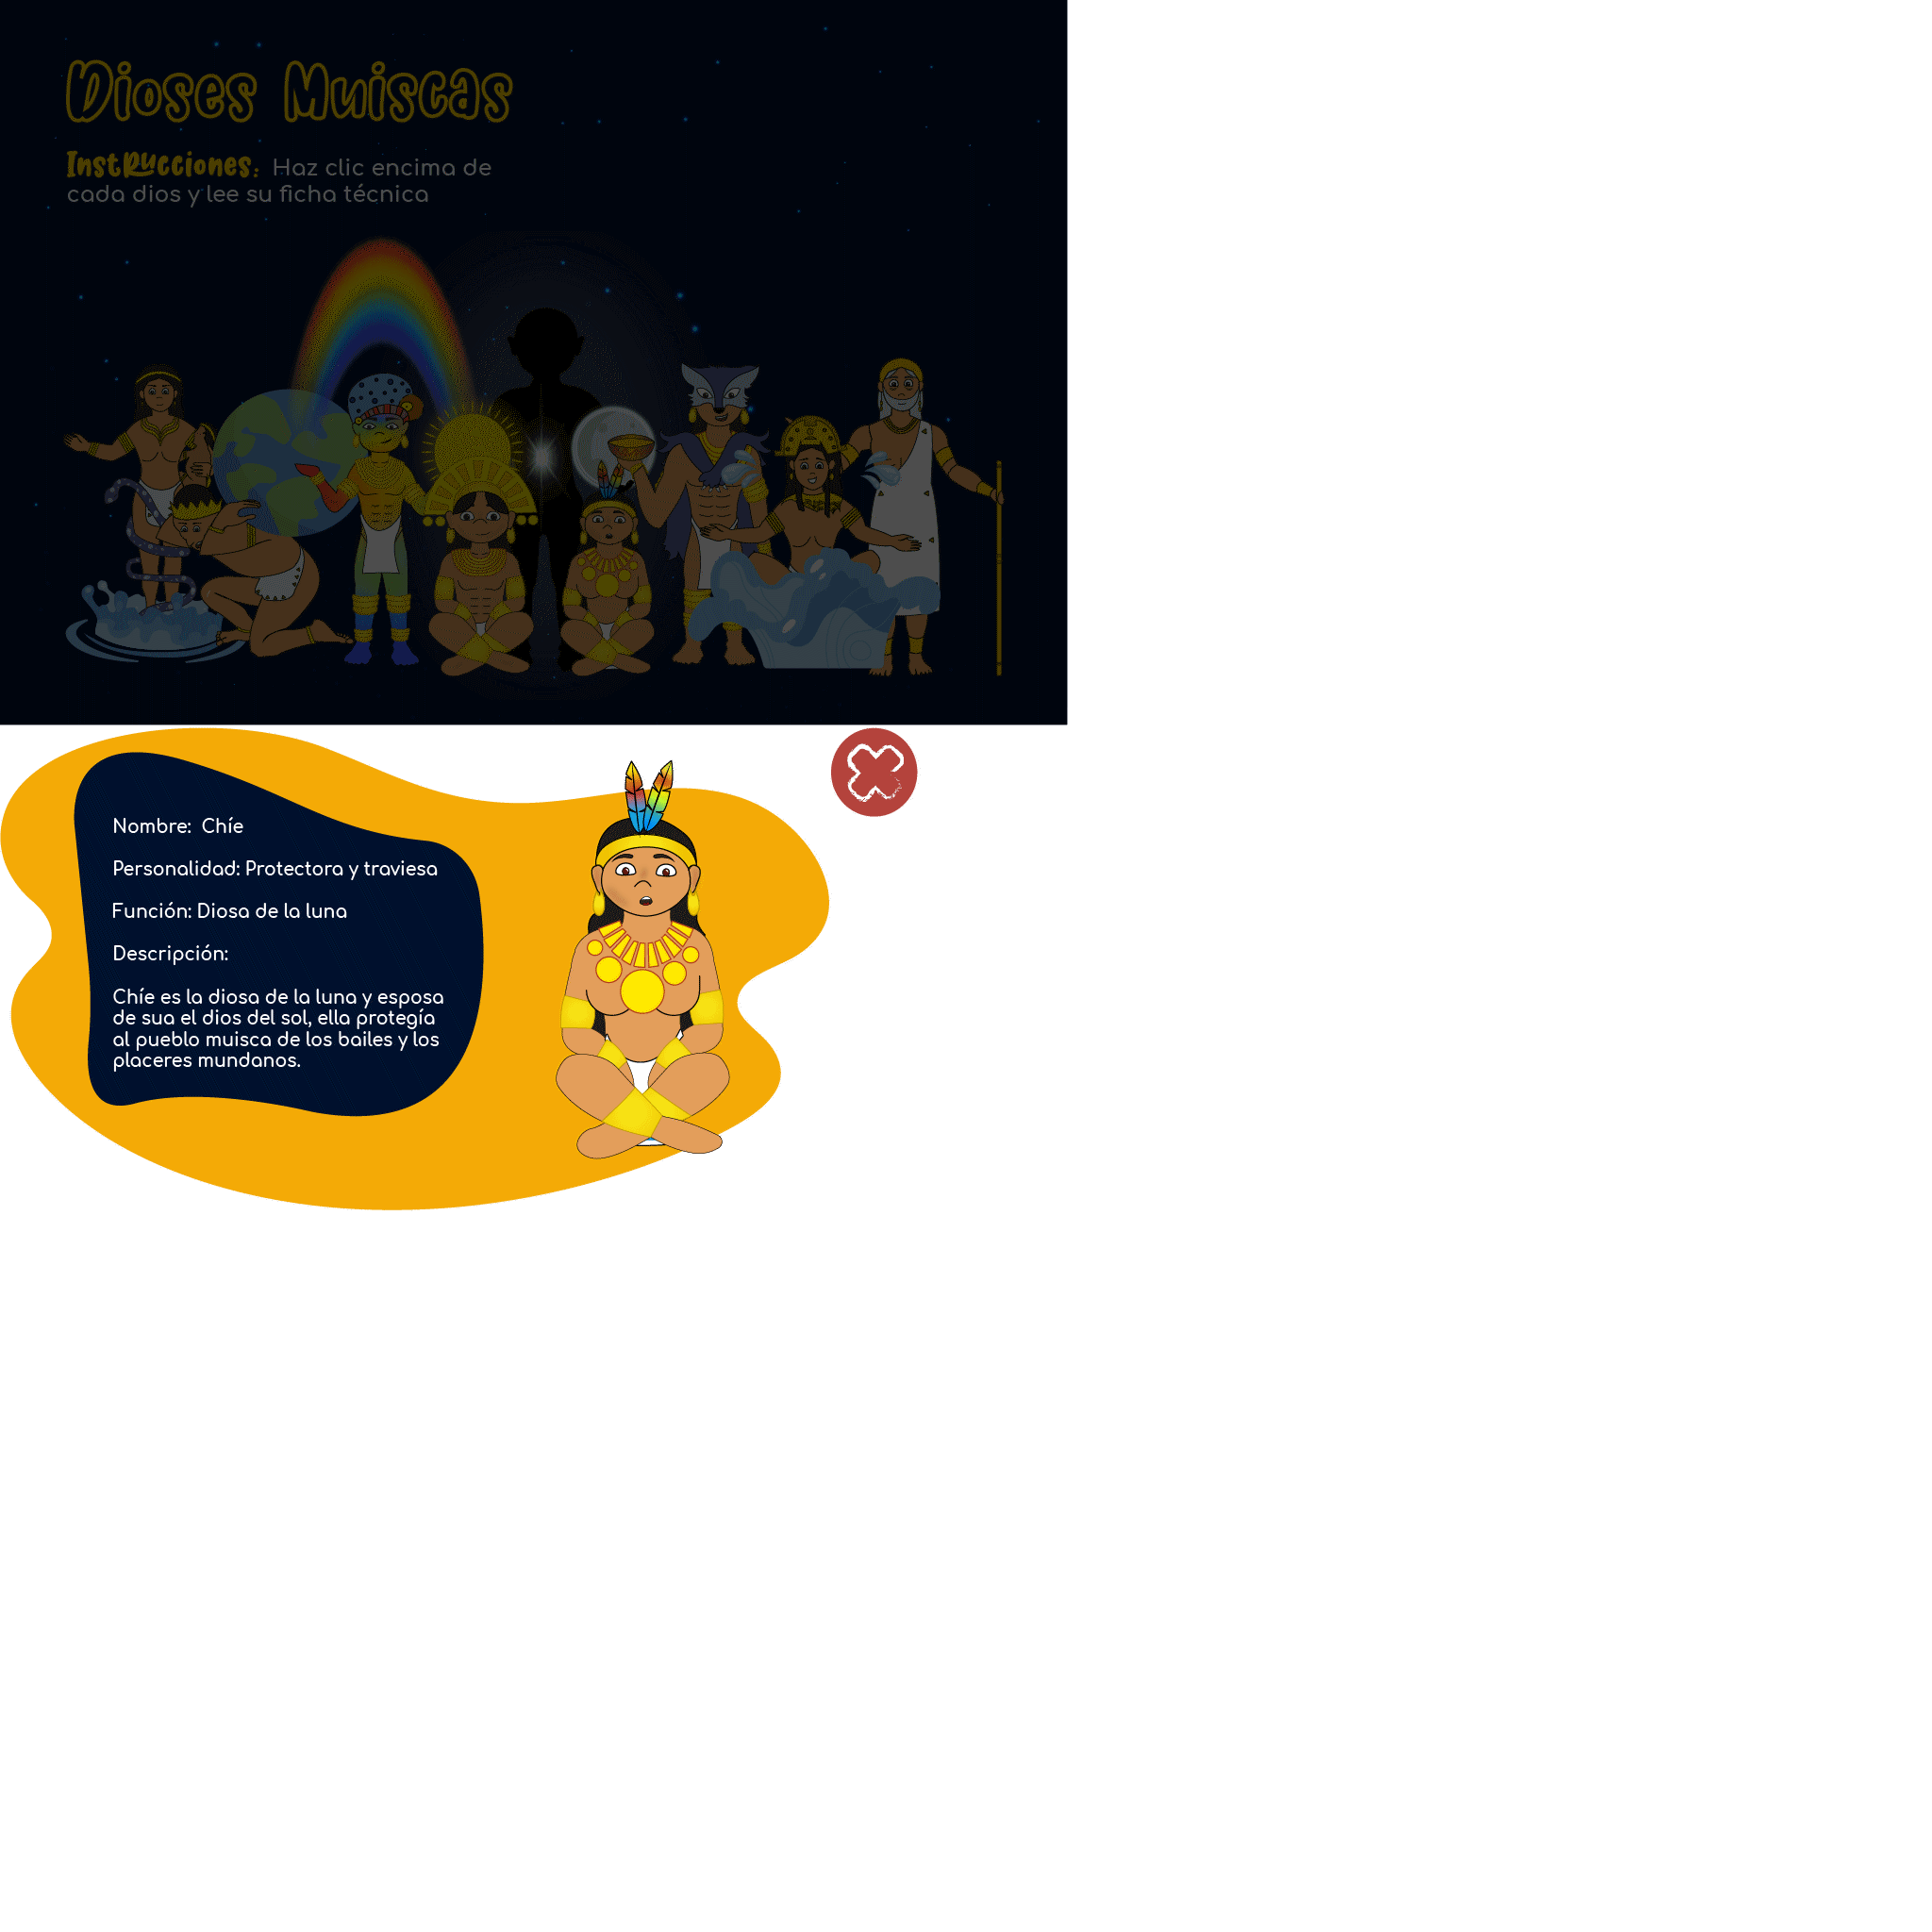 Dioses Muiscas
Instrucciones: Haz clic encima de
cada dios y lee su ficha técnica
Nombre: Chíe
Personalidad: Protectora y traviesa
Función: Diosa de la luna
Descripción:
Chíe es la diosa de la luna y esposa
de sua el dios del sol, ella protegía
al pueblo muisca de los bailes y los
placeres mundanos.